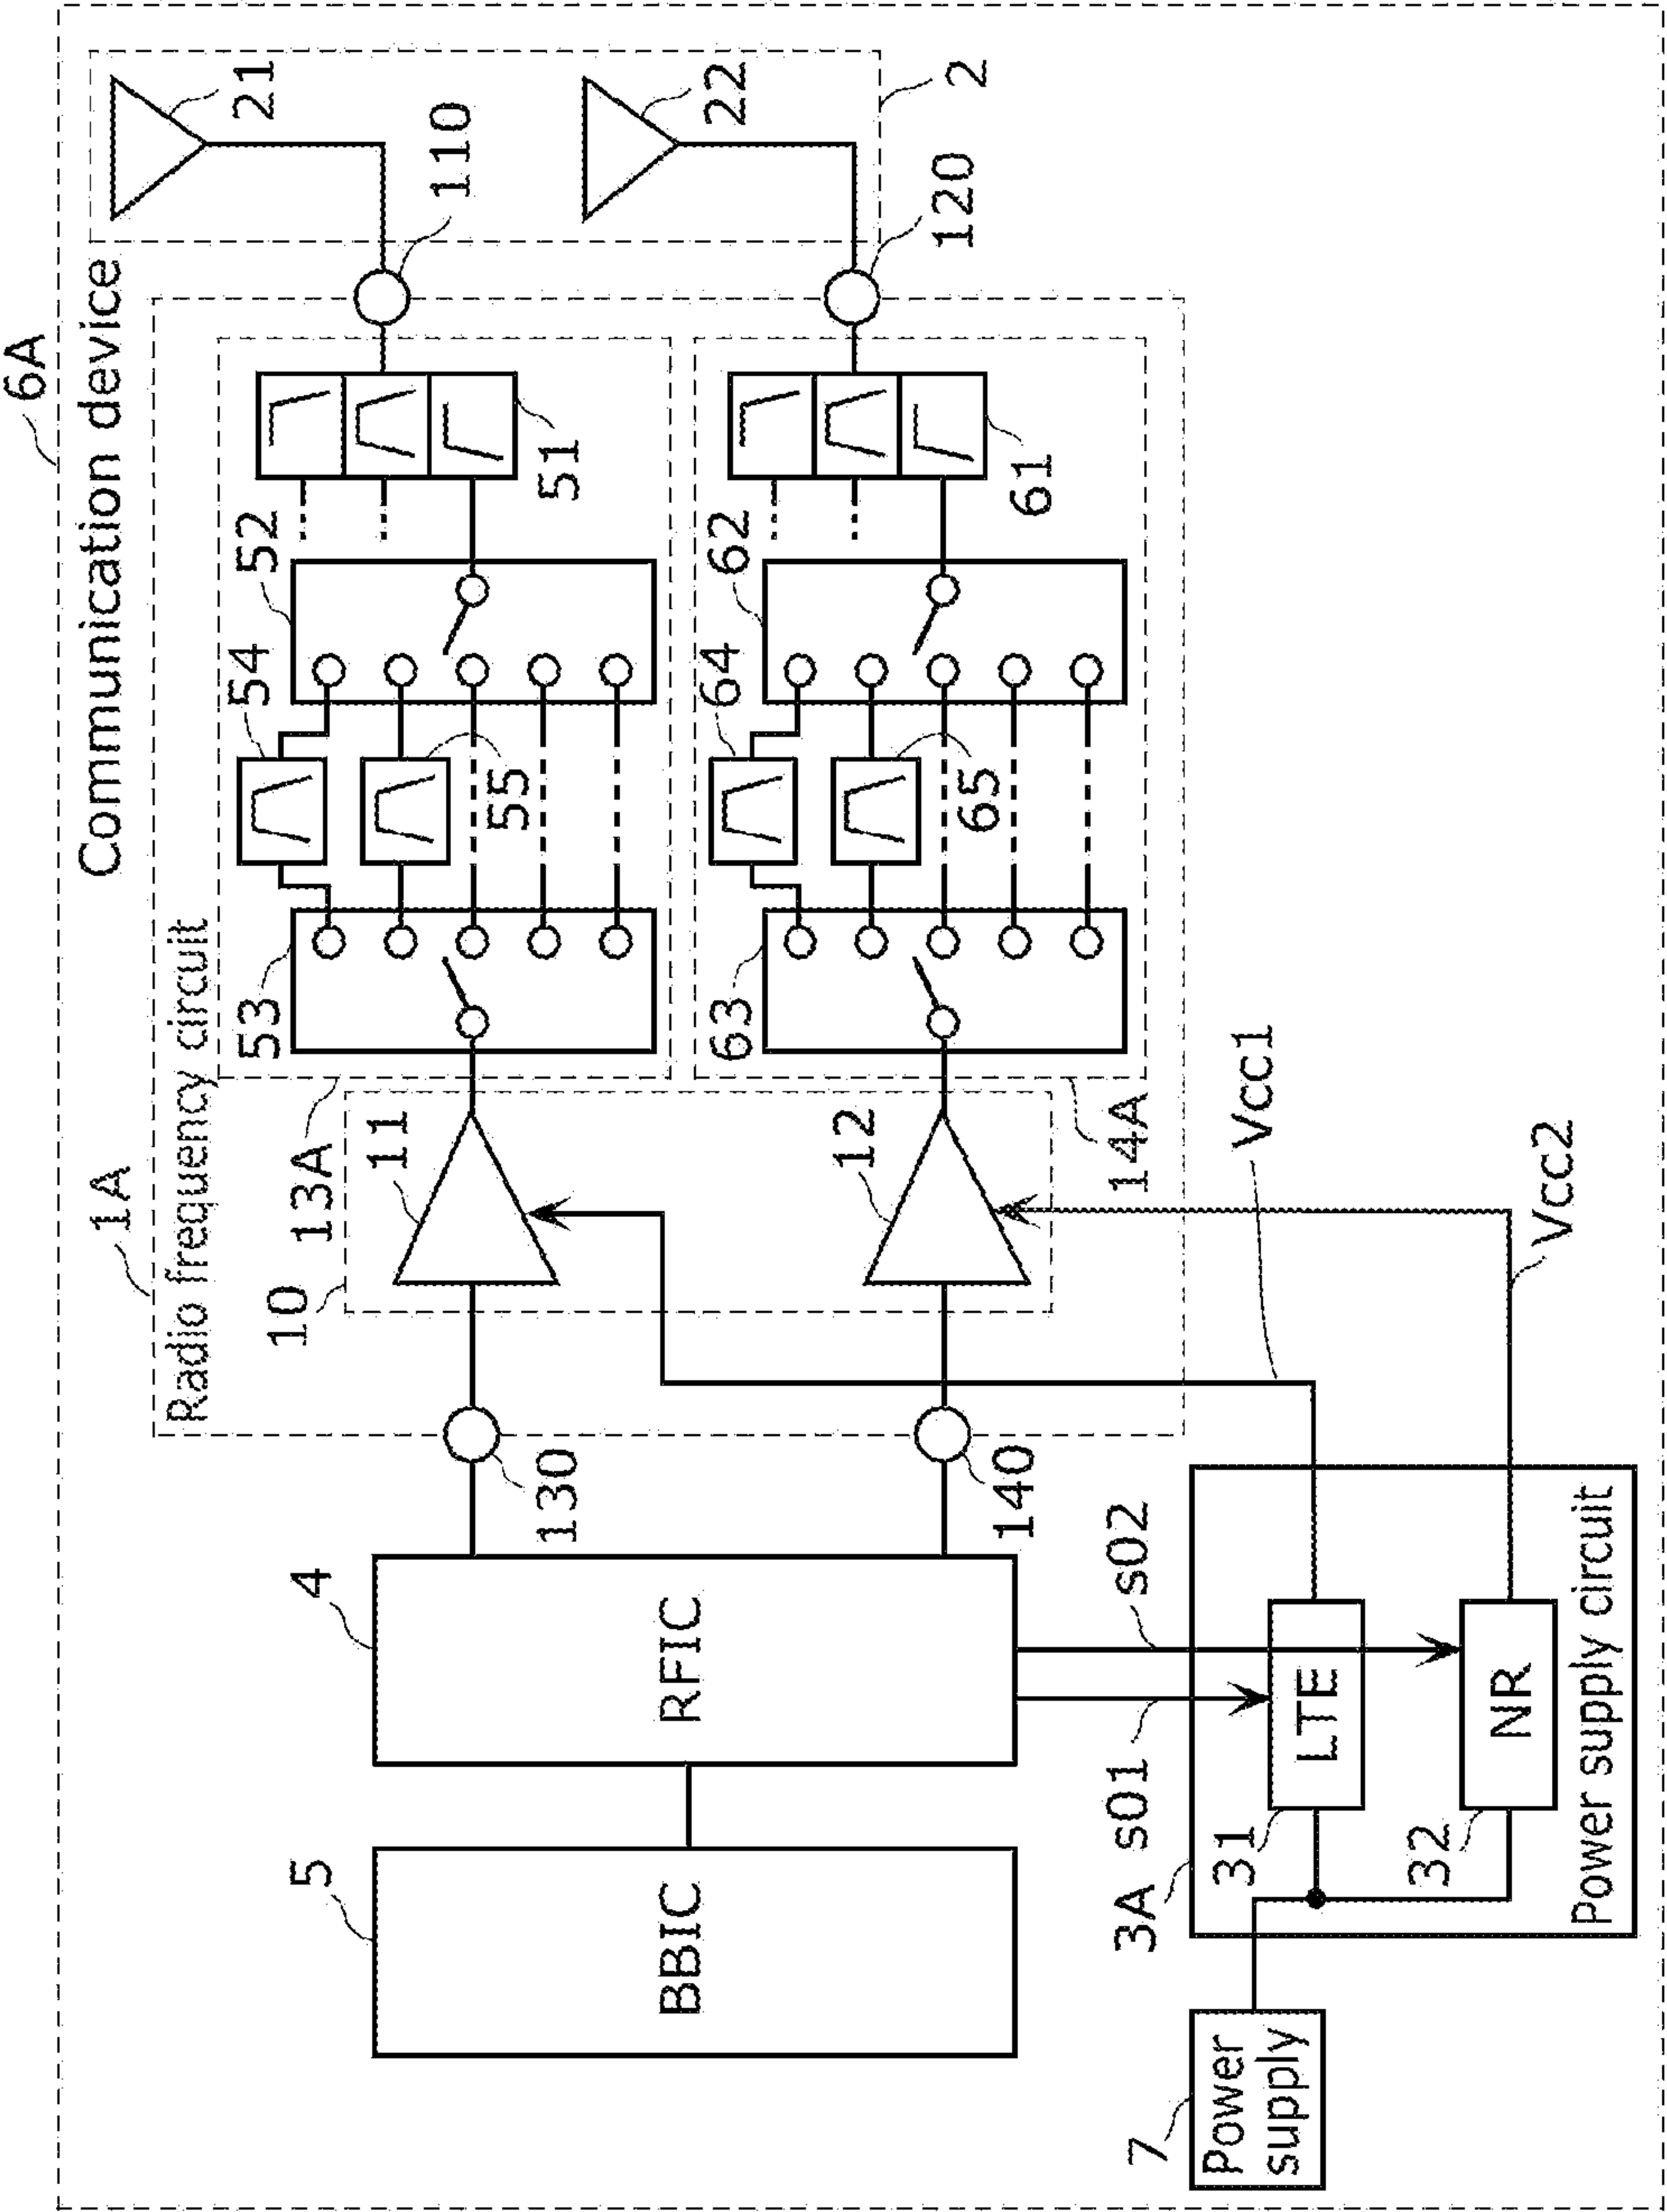 6A
Communication device
1A
Radio frequency circuit
21
22
2
110
120
51
61
52
62
54
64
55
65
53
63
13A
14A
10
11
12
Vcc1
Vcc2
130
140
4
RFIC
5
BBIC
s01
s02
3A
31
LTE
32
NR
Power supply circuit
7
Power
supply